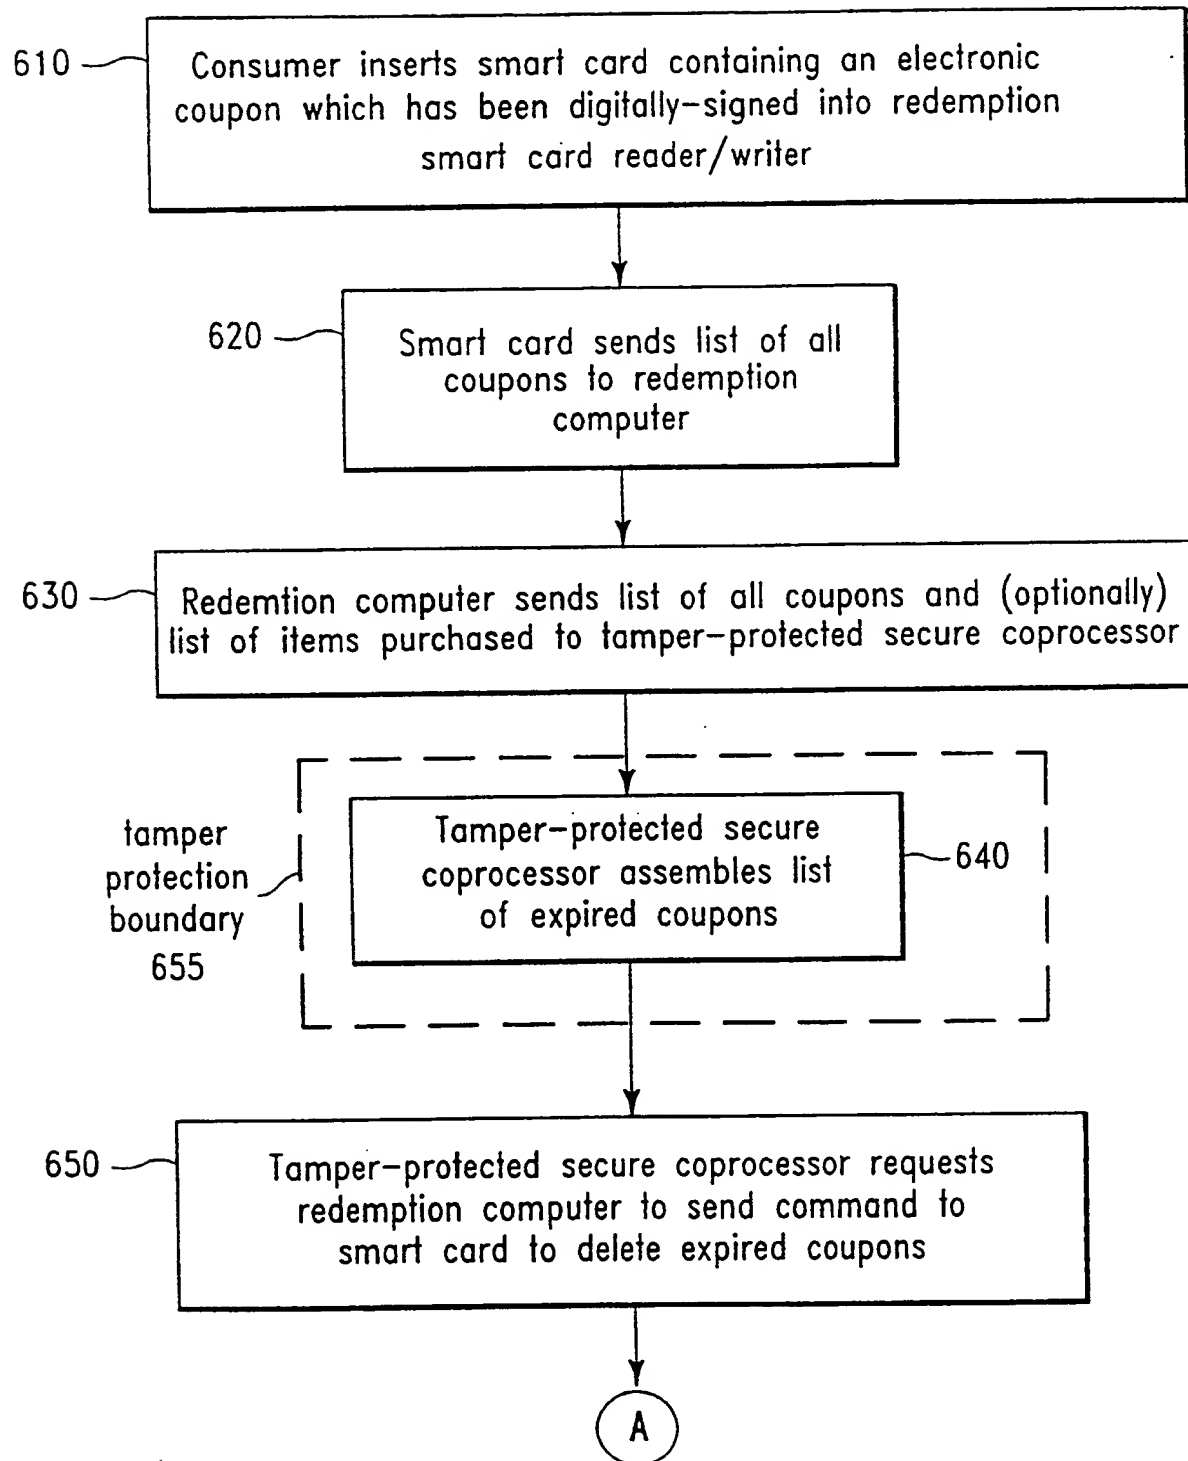 610
Consumer inserts smart card containing an electronic
coupon which has been digitally-signed into redemption
smart card reader/writer
620
Smart card sends list of all
coupons to redemption
computer
630
Redemtion computer sends list of all coupons and (optionally)
list of items purchased to tamper-protected secure coprocessor
tamper
protection
boundary
655
Tamper-protected secure
coprocessor assembles list
of expired coupons
640
650
Tamper-protected secure coprocessor requests
redemption computer to send command to
smart card to delete expired coupons
A